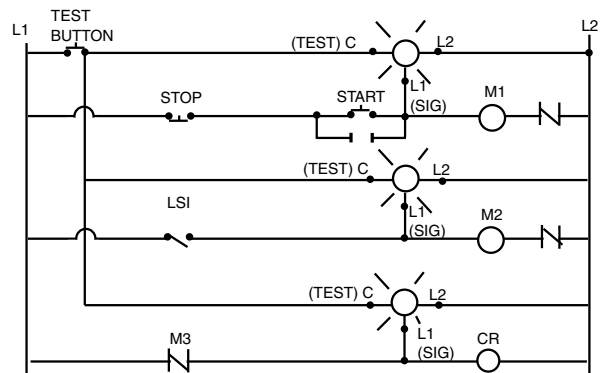 TEST
BUTTON
L1
L2
(TEST) C
L2
L1
(SIG)
STOP
START
M1
(TEST) C
L2
LSI
L1
(SIG)
M2
(TEST) C
L2
M3
L1
(SIG)
CR